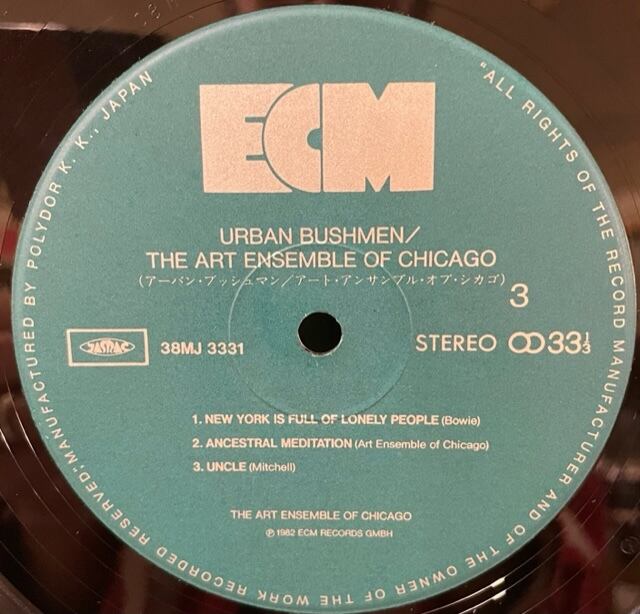 ECM
URBAN BUSHMEN/
THE ART ENSEMBLE OF CHICAGO
(アーバン・ブッシュマン/アート・アンサンブル・オブ・シカゴ)
3
JASRAC
38MJ 3331
STEREO 33 1/3
1. NEW YORK IS FULL OF LONELY PEOPLE (Bowie)
2. ANCESTRAL MEDITATION (Art Ensemble of Chicago)
3. UNCLE (Mitchell)
THE ART ENSEMBLE OF CHICAGO
℗ 1982 ECM RECORDS GMBH
"ALL RIGHTS OF THE RECORD MANUFACTURER AND OF THE OWNER OF THE WORK RECORDED RESERVED," MANUFACTURED BY POLYDOR K. K., JAPAN